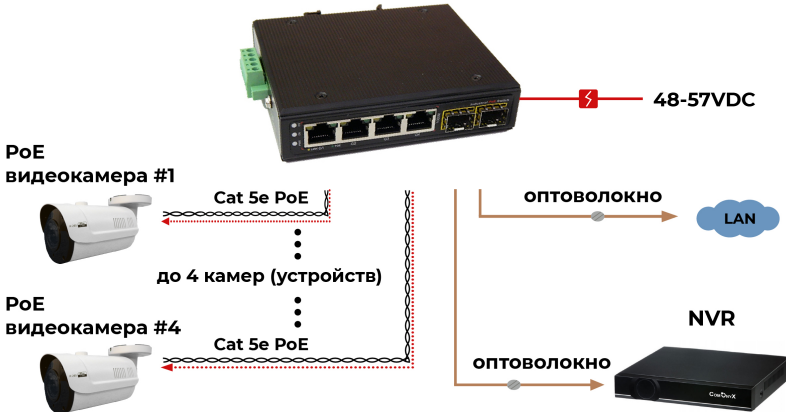 48-57VDC
PoE
видеокамера #1
Cat 5e PoE
оптоволокно
LAN
до 4 камер (устройств)
PoE
видеокамера #4
Cat 5e PoE
NVR
оптоволокно
ComOnyX